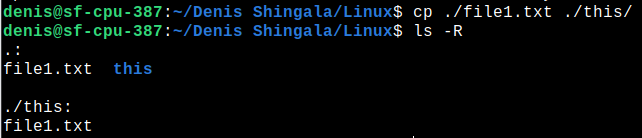 denis@sf-cpu-387:~/Denis Shingala/Linux$ cp ./file1.txt ./this/
denis@sf-cpu-387:~/Denis Shingala/Linux$ ls -R
.:
file1.txt  this

./this:
file1.txt